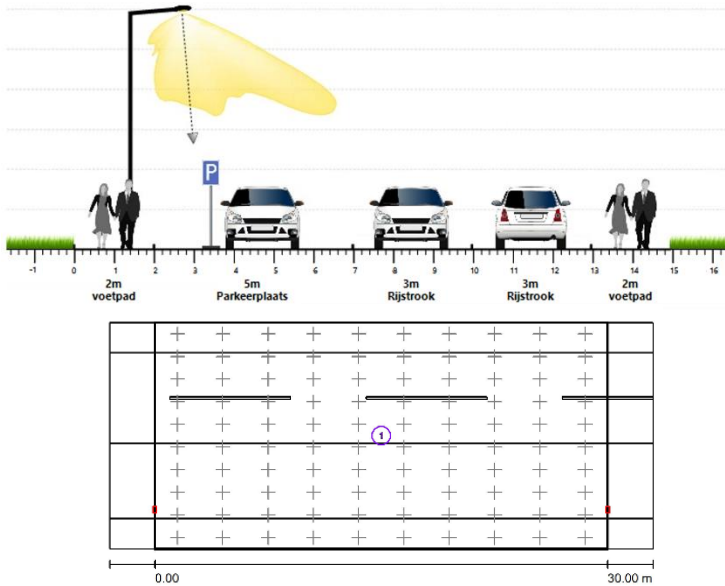 P
-1 0 1 2 3 4 5 6 7 8 9 10 11 12 13 14 15 16
2m 5m 3m 3m 2m
voetpad Parkeerplaats Rijstrook Rijstrook voetpad
1
0.00 30.00 m